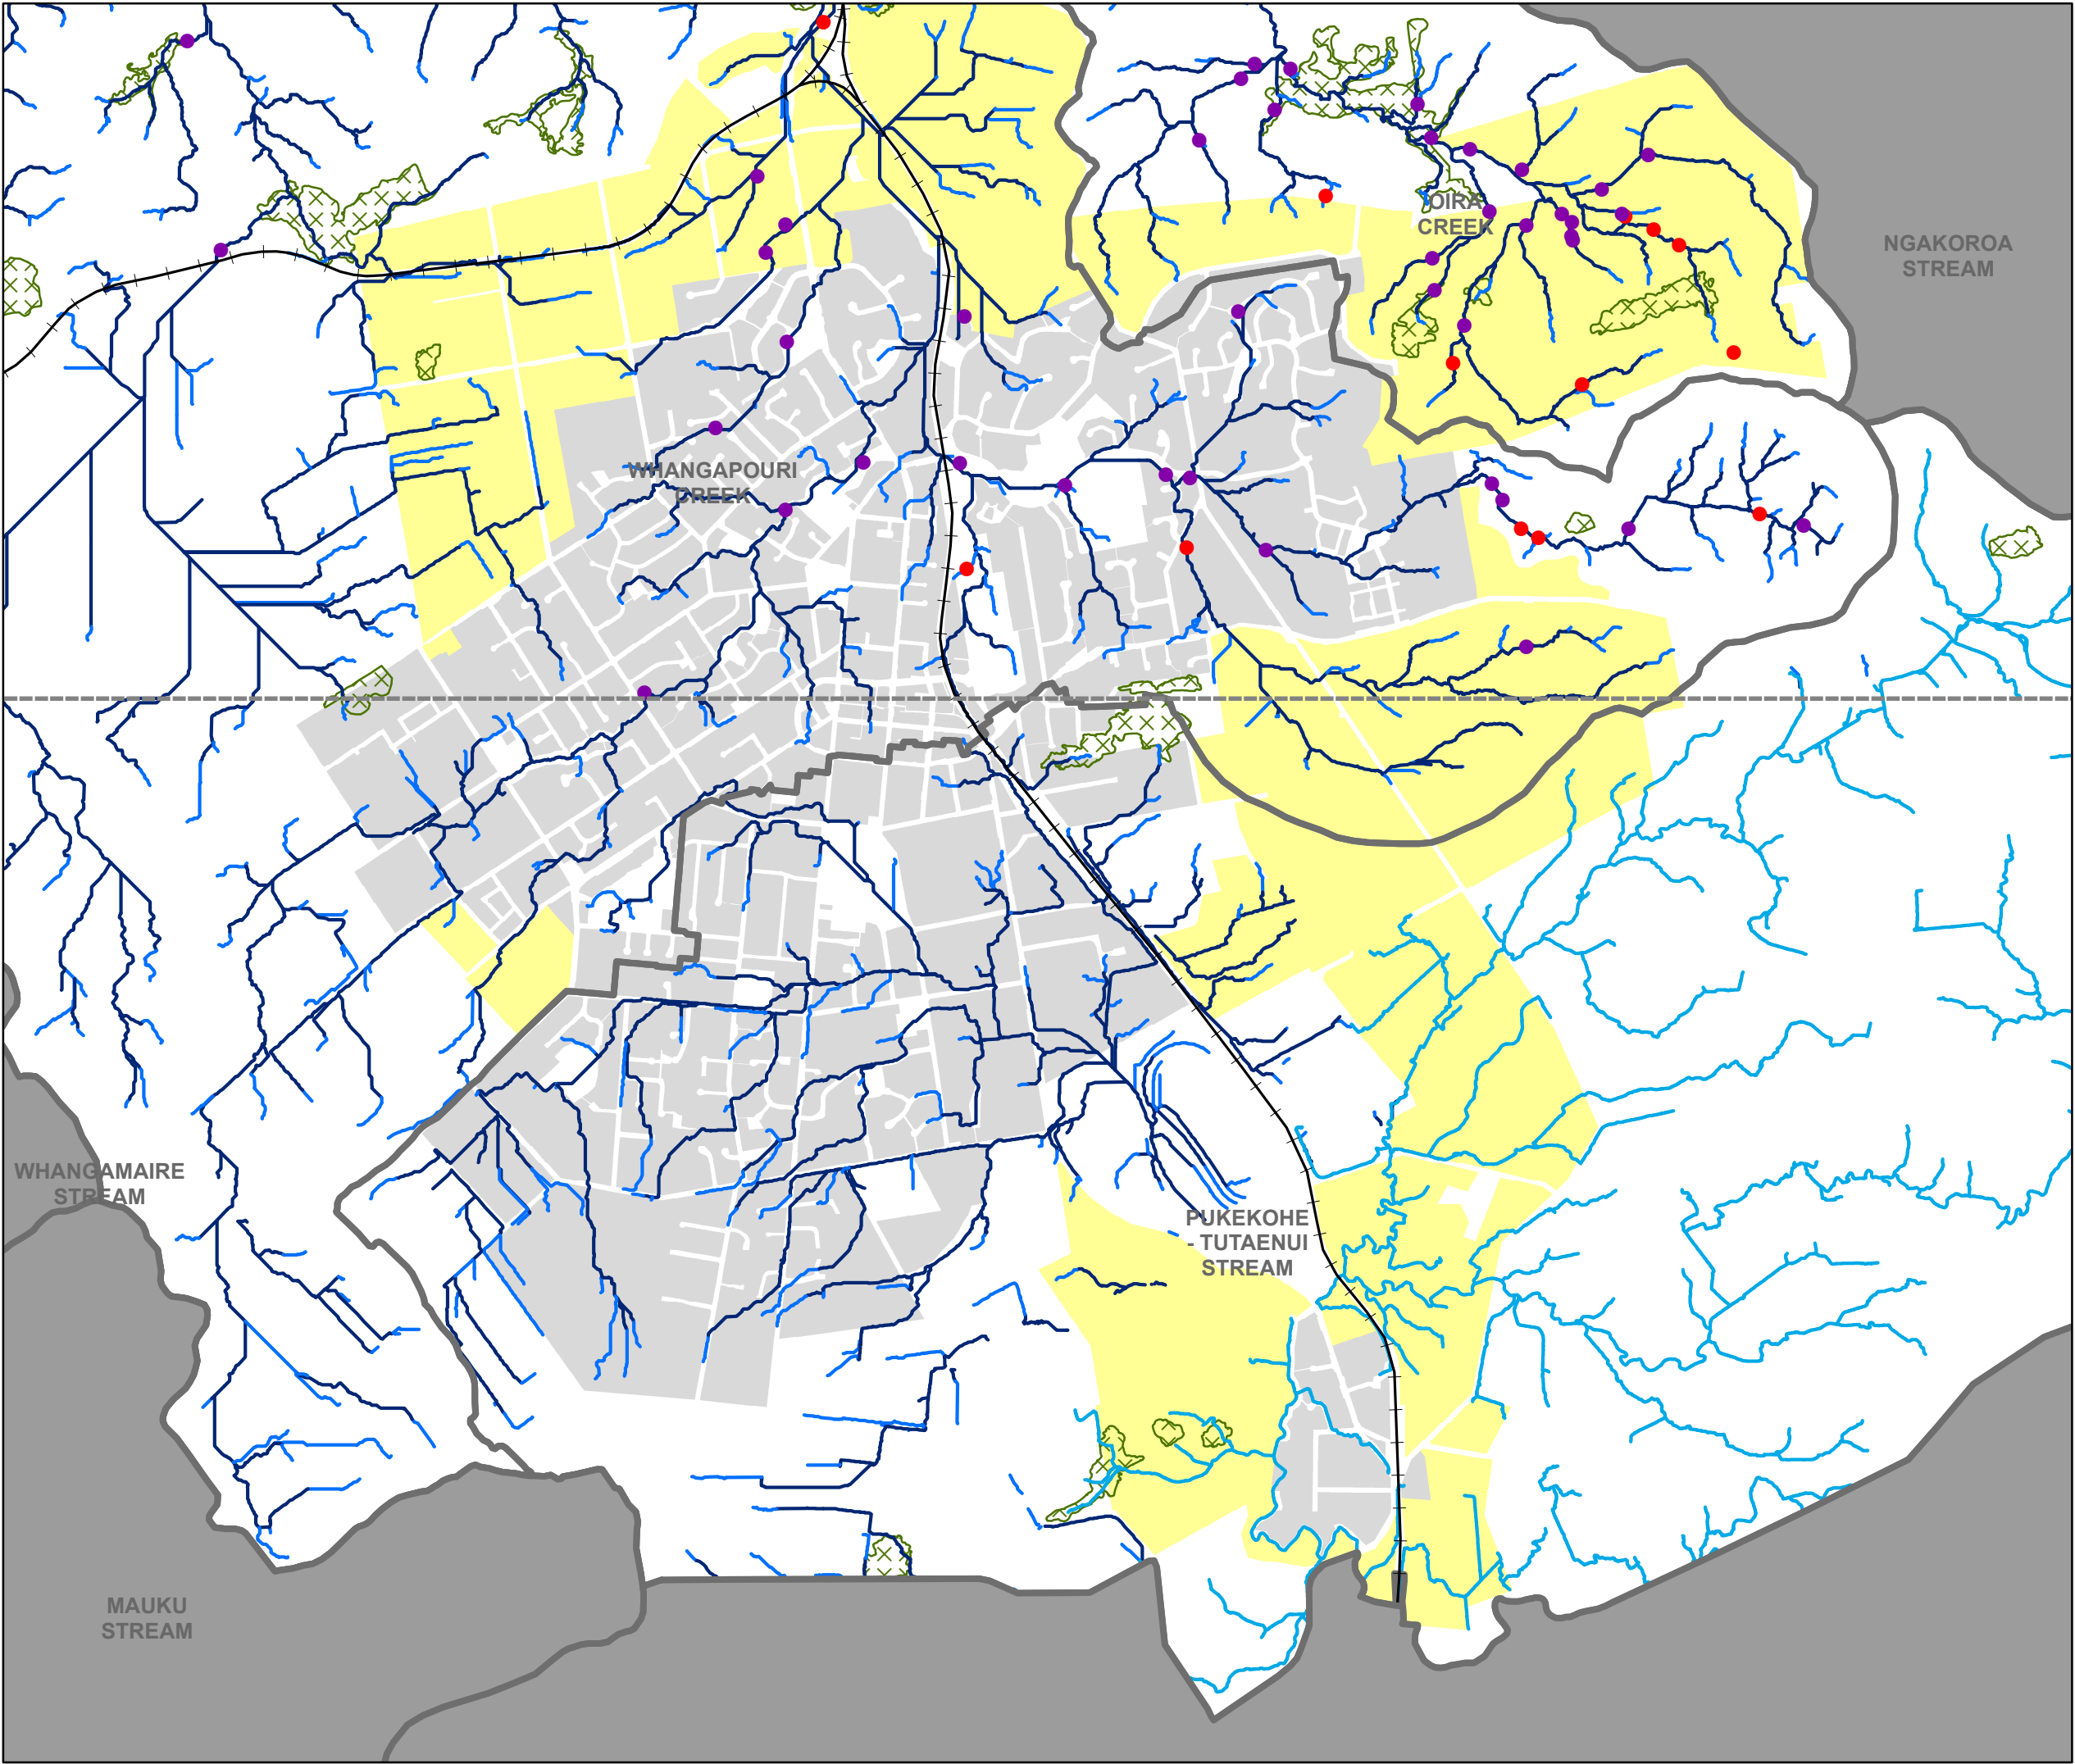 OIRA
CREEK
NGAKOROA
STREAM
WHANGAPOURI
CREEK
WHANGAMAIRE
STREAM
PUKEKOHE
- TUTAENUI
STREAM
MAUKU
STREAM